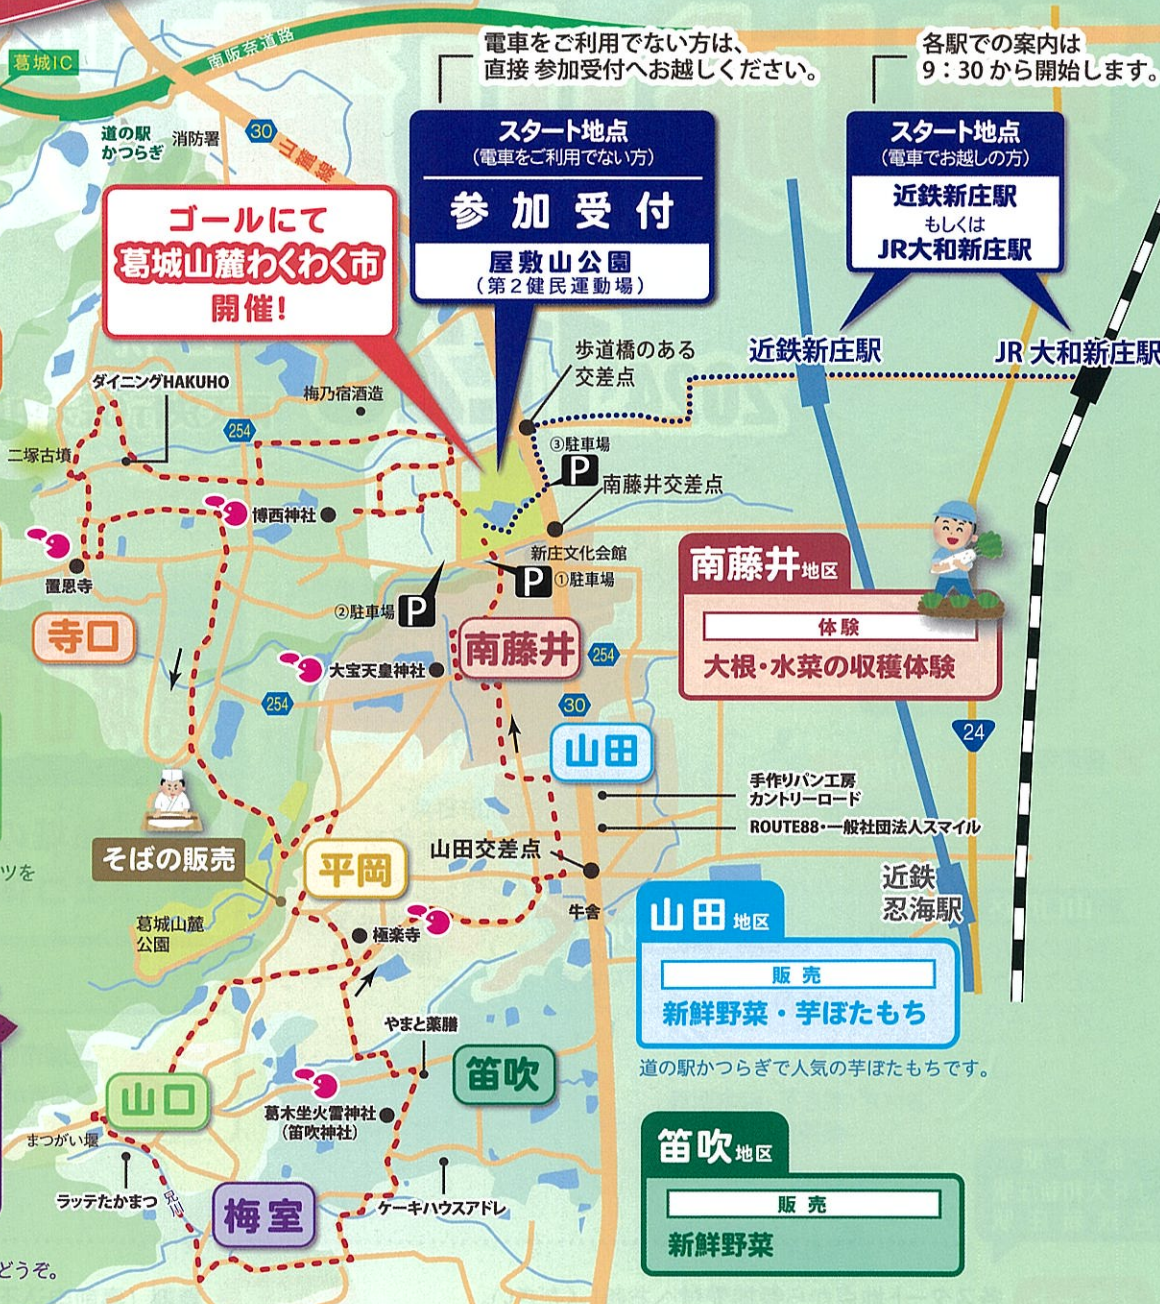 葛城IC
南阪奈道路
道の駅
かつらぎ
消防署
30
山麓線
電車をご利用でない方は、
直接 参加受付へお越しください。
各駅での案内は
9：30 から開始します。
スタート地点
(電車をご利用でない方)
参加受付
屋敷山公園
(第2健民運動場)
スタート地点
(電車でお越しの方)
近鉄新庄駅
もしくは
JR大和新庄駅
ゴールにて
葛城山麓わくわく市
開催!
近鉄新庄駅
JR 大和新庄駅
歩道橋のある
交差点
ダイニングHAKUHO
梅乃宿酒造
254
二塚古墳
③駐車場
P
南藤井交差点
博西神社
置恩寺
新庄文化会館
P
①駐車場
②駐車場
P
寺口
大宝天皇神社
南藤井
254
254
30
山田
南藤井地区
体験
大根・水菜の収穫体験
24
手作りパン工房
カントリーロード
ROUTE88・一般社団法人スマイル
そばの販売
平岡
山田交差点
近鉄
忍海駅
ツを
葛城山麓
公園
極楽寺
牛舎
山田地区
販売
新鮮野菜・芋ぼたもち
道の駅かつらぎで人気の芋ぼたもちです。
やまと薬膳
笛吹
山口
葛木坐火雷神社
(笛吹神社)
まつがい堰
ラッテたかまつ
梅室
ケーキハウスアドレ
笛吹地区
販売
新鮮野菜
どうぞ。